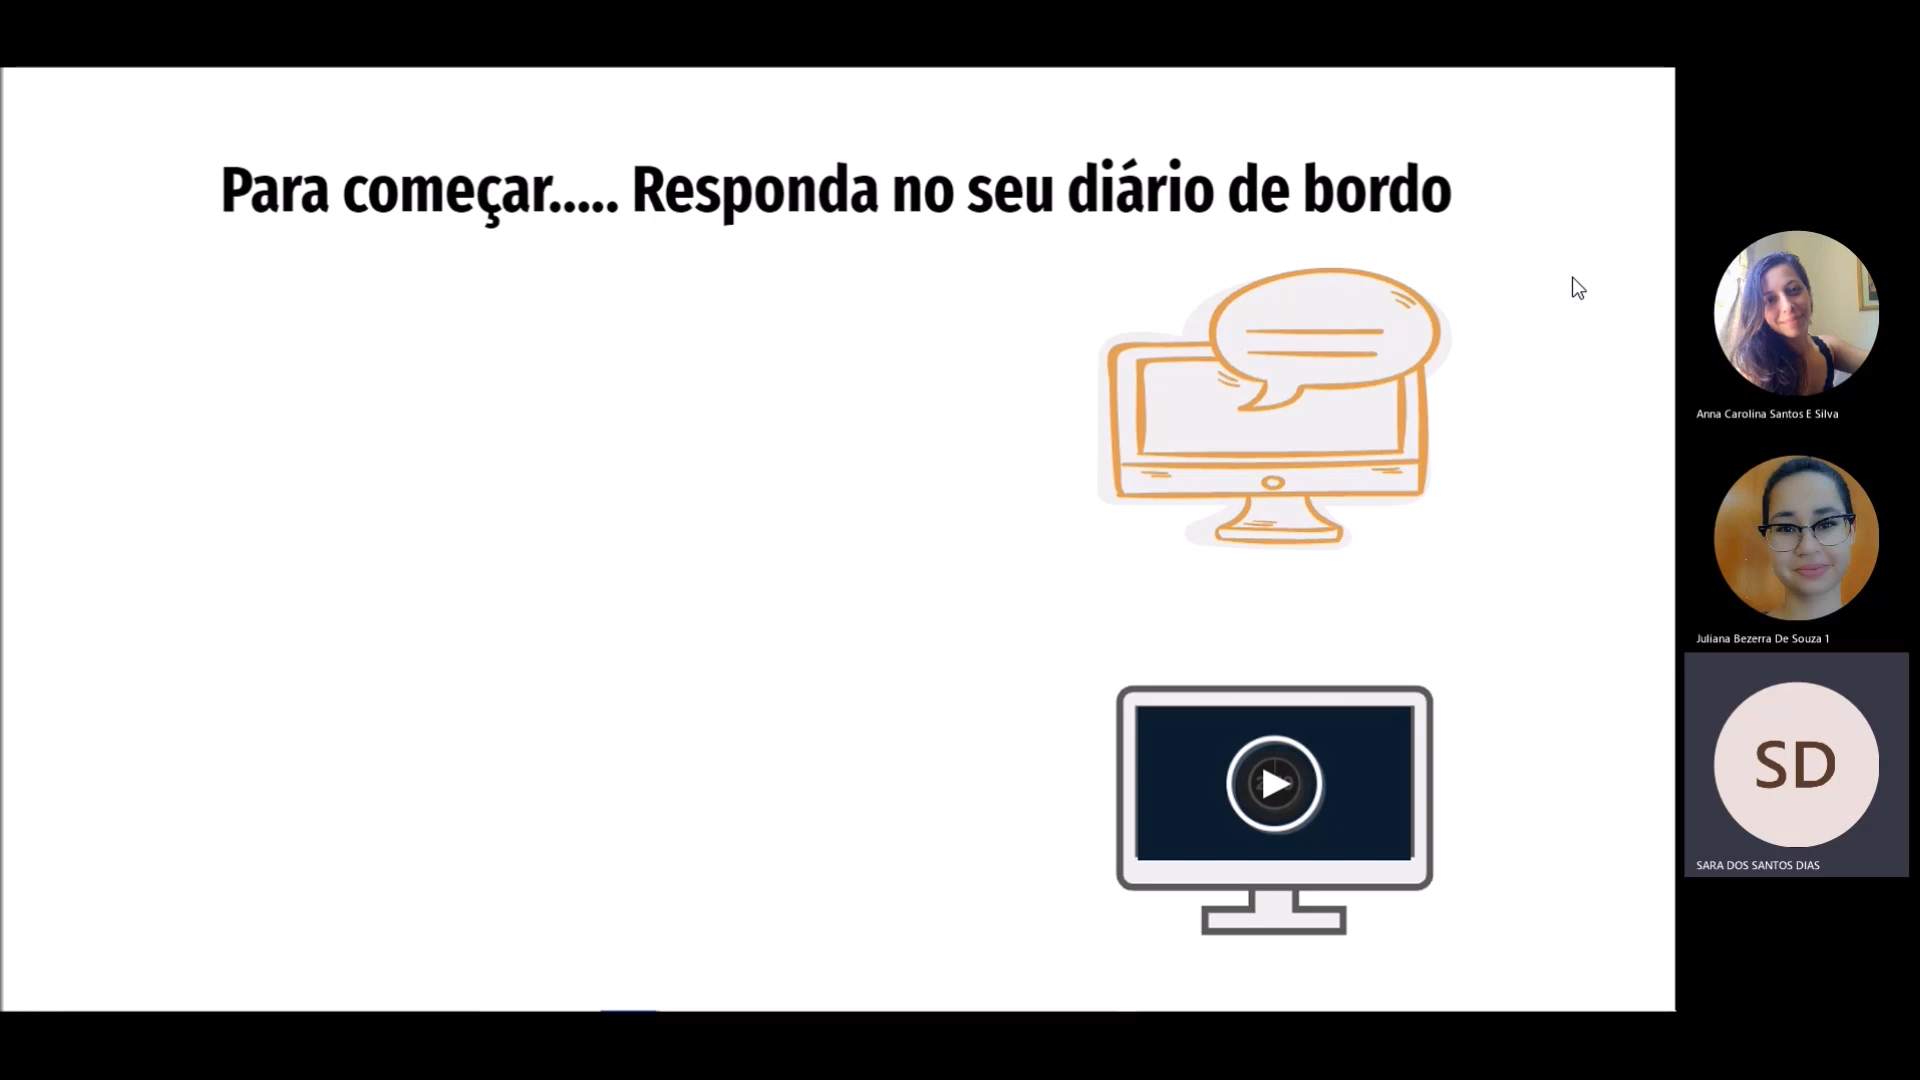 Para começar..... Responda no seu diário de bordo
Anna Carolina Santos E Silva
Juliana Bezerra De Souza 1
SD
SARA DOS SANTOS DIAS